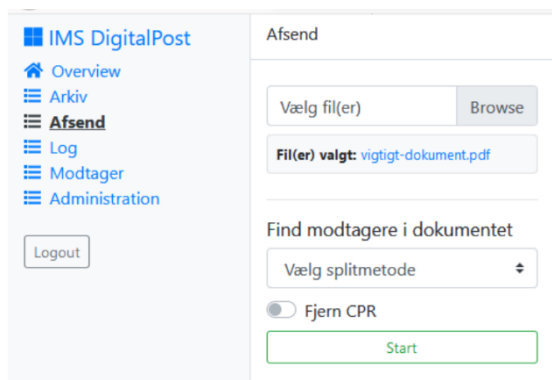 IMS DigitalPost
Overview
Arkiv
Afsend
Log
Modtager
Administration
Logout
Afsend
Vælg fil(er)
Browse
Fil(er) valgt: vigtigt-dokument.pdf
Find modtagere i dokumentet
Vælg splitmetode
Fjern CPR
Start